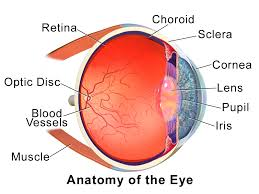 Choroid
Retina
Sclera
Cornea
Optic Disc
Lens
Pupil
Blood
Vessels
Iris
Muscle
Anatomy of the Eye